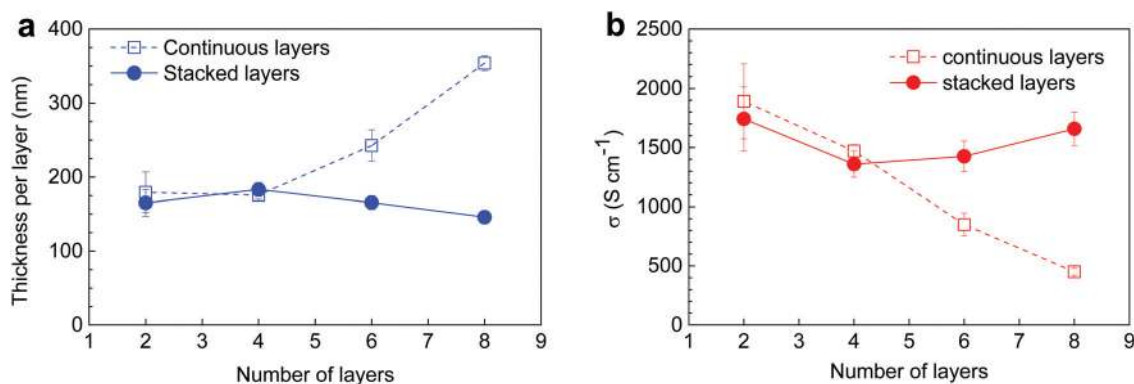 a
Continuous layers
Stacked layers
Thickness per layer (nm)
400
300
200
100
0
1 2 3 4 5 6 7 8 9
Number of layers
b
continuous layers
stacked layers
σ (S cm⁻¹)
2500
2000
1500
1000
500
0
1 2 3 4 5 6 7 8 9
Number of layers